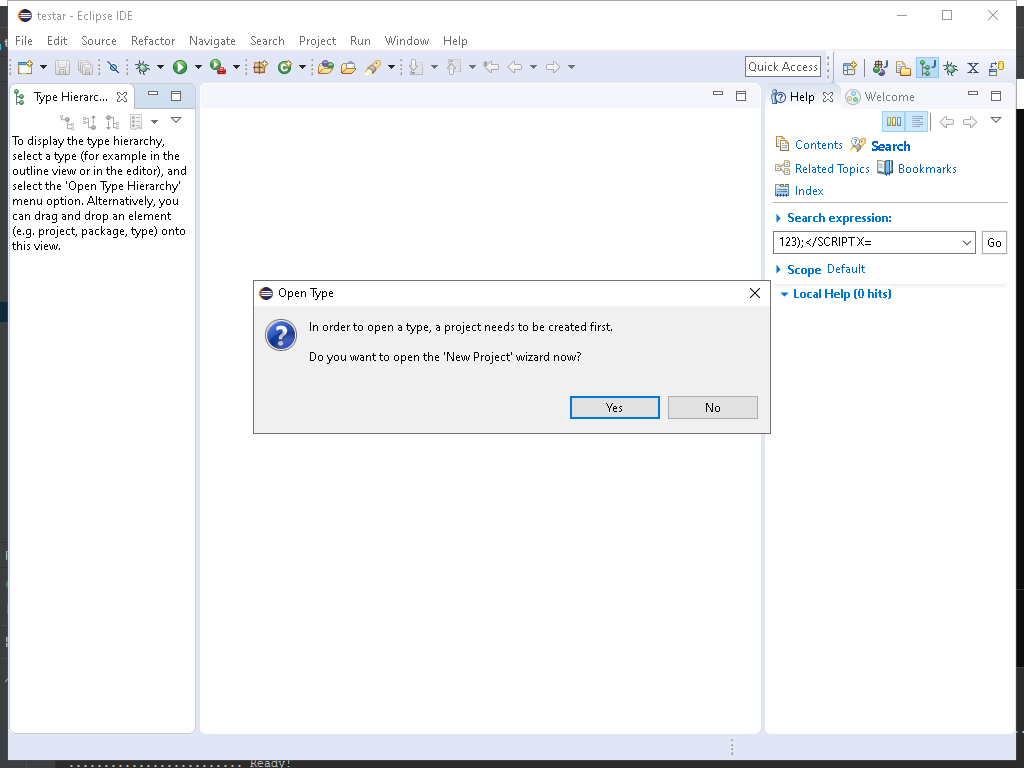 testar - Eclipse IDE
File Edit Source Refactor Navigate Search Project Run Window Help
Quick Access
Type Hierarc...
To display the type hierarchy,
select a type (for example in the
outline view or in the editor), and
select the 'Open Type Hierarchy'
menu option. Alternatively, you
can drag and drop an element
(e.g. project, package, type) onto
this view.
Help Welcome
Contents Search
Related Topics Bookmarks
Index
Search expression:
123);</SCRIPTX=
Go
Scope Default
Local Help (0 hits)
Open Type
In order to open a type, a project needs to be created first.
Do you want to open the 'New Project' wizard now?
Yes No
Ready!